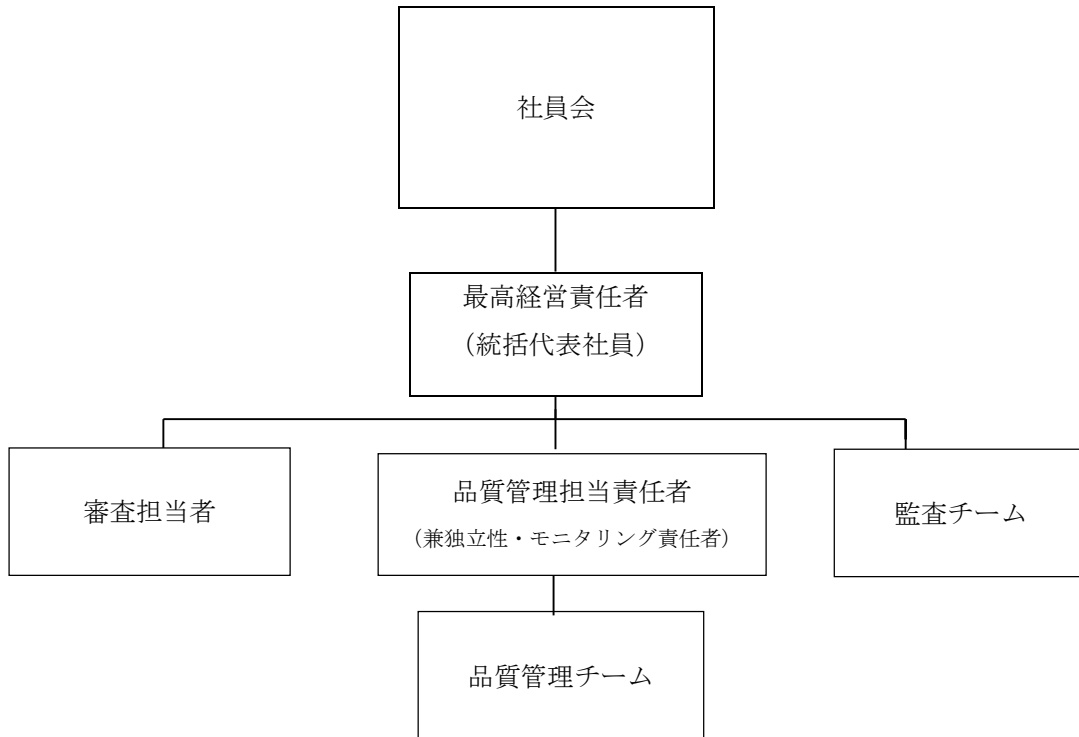 社員会
最高経営責任者
（統括代表社員）
審査担当者
品質管理担当責任者
（兼独立性・モニタリング責任者）
監査チーム
品質管理チーム